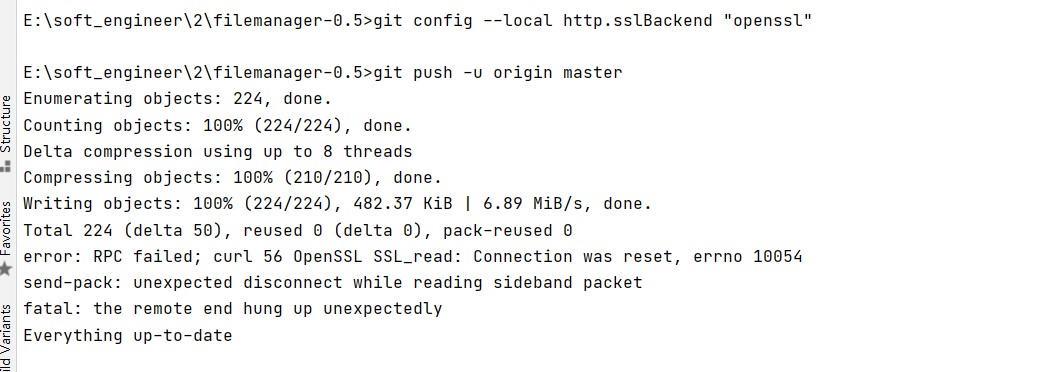 E:\soft_engineer\2\filemanager-0.5>git config --local http.sslBackend "openssl"
E:\soft_engineer\2\filemanager-0.5>git push -u origin master
Enumerating objects: 224, done.
Counting objects: 100% (224/224), done.
Delta compression using up to 8 threads
Compressing objects: 100% (210/210), done.
Writing objects: 100% (224/224), 482.37 KiB | 6.89 MiB/s, done.
Total 224 (delta 50), reused 0 (delta 0), pack-reused 0
error: RPC failed; curl 56 OpenSSL SSL_read: Connection was reset, errno 10054
send-pack: unexpected disconnect while reading sideband packet
fatal: the remote end hung up unexpectedly
Everything up-to-date
Structure
Favorites
ild Variants